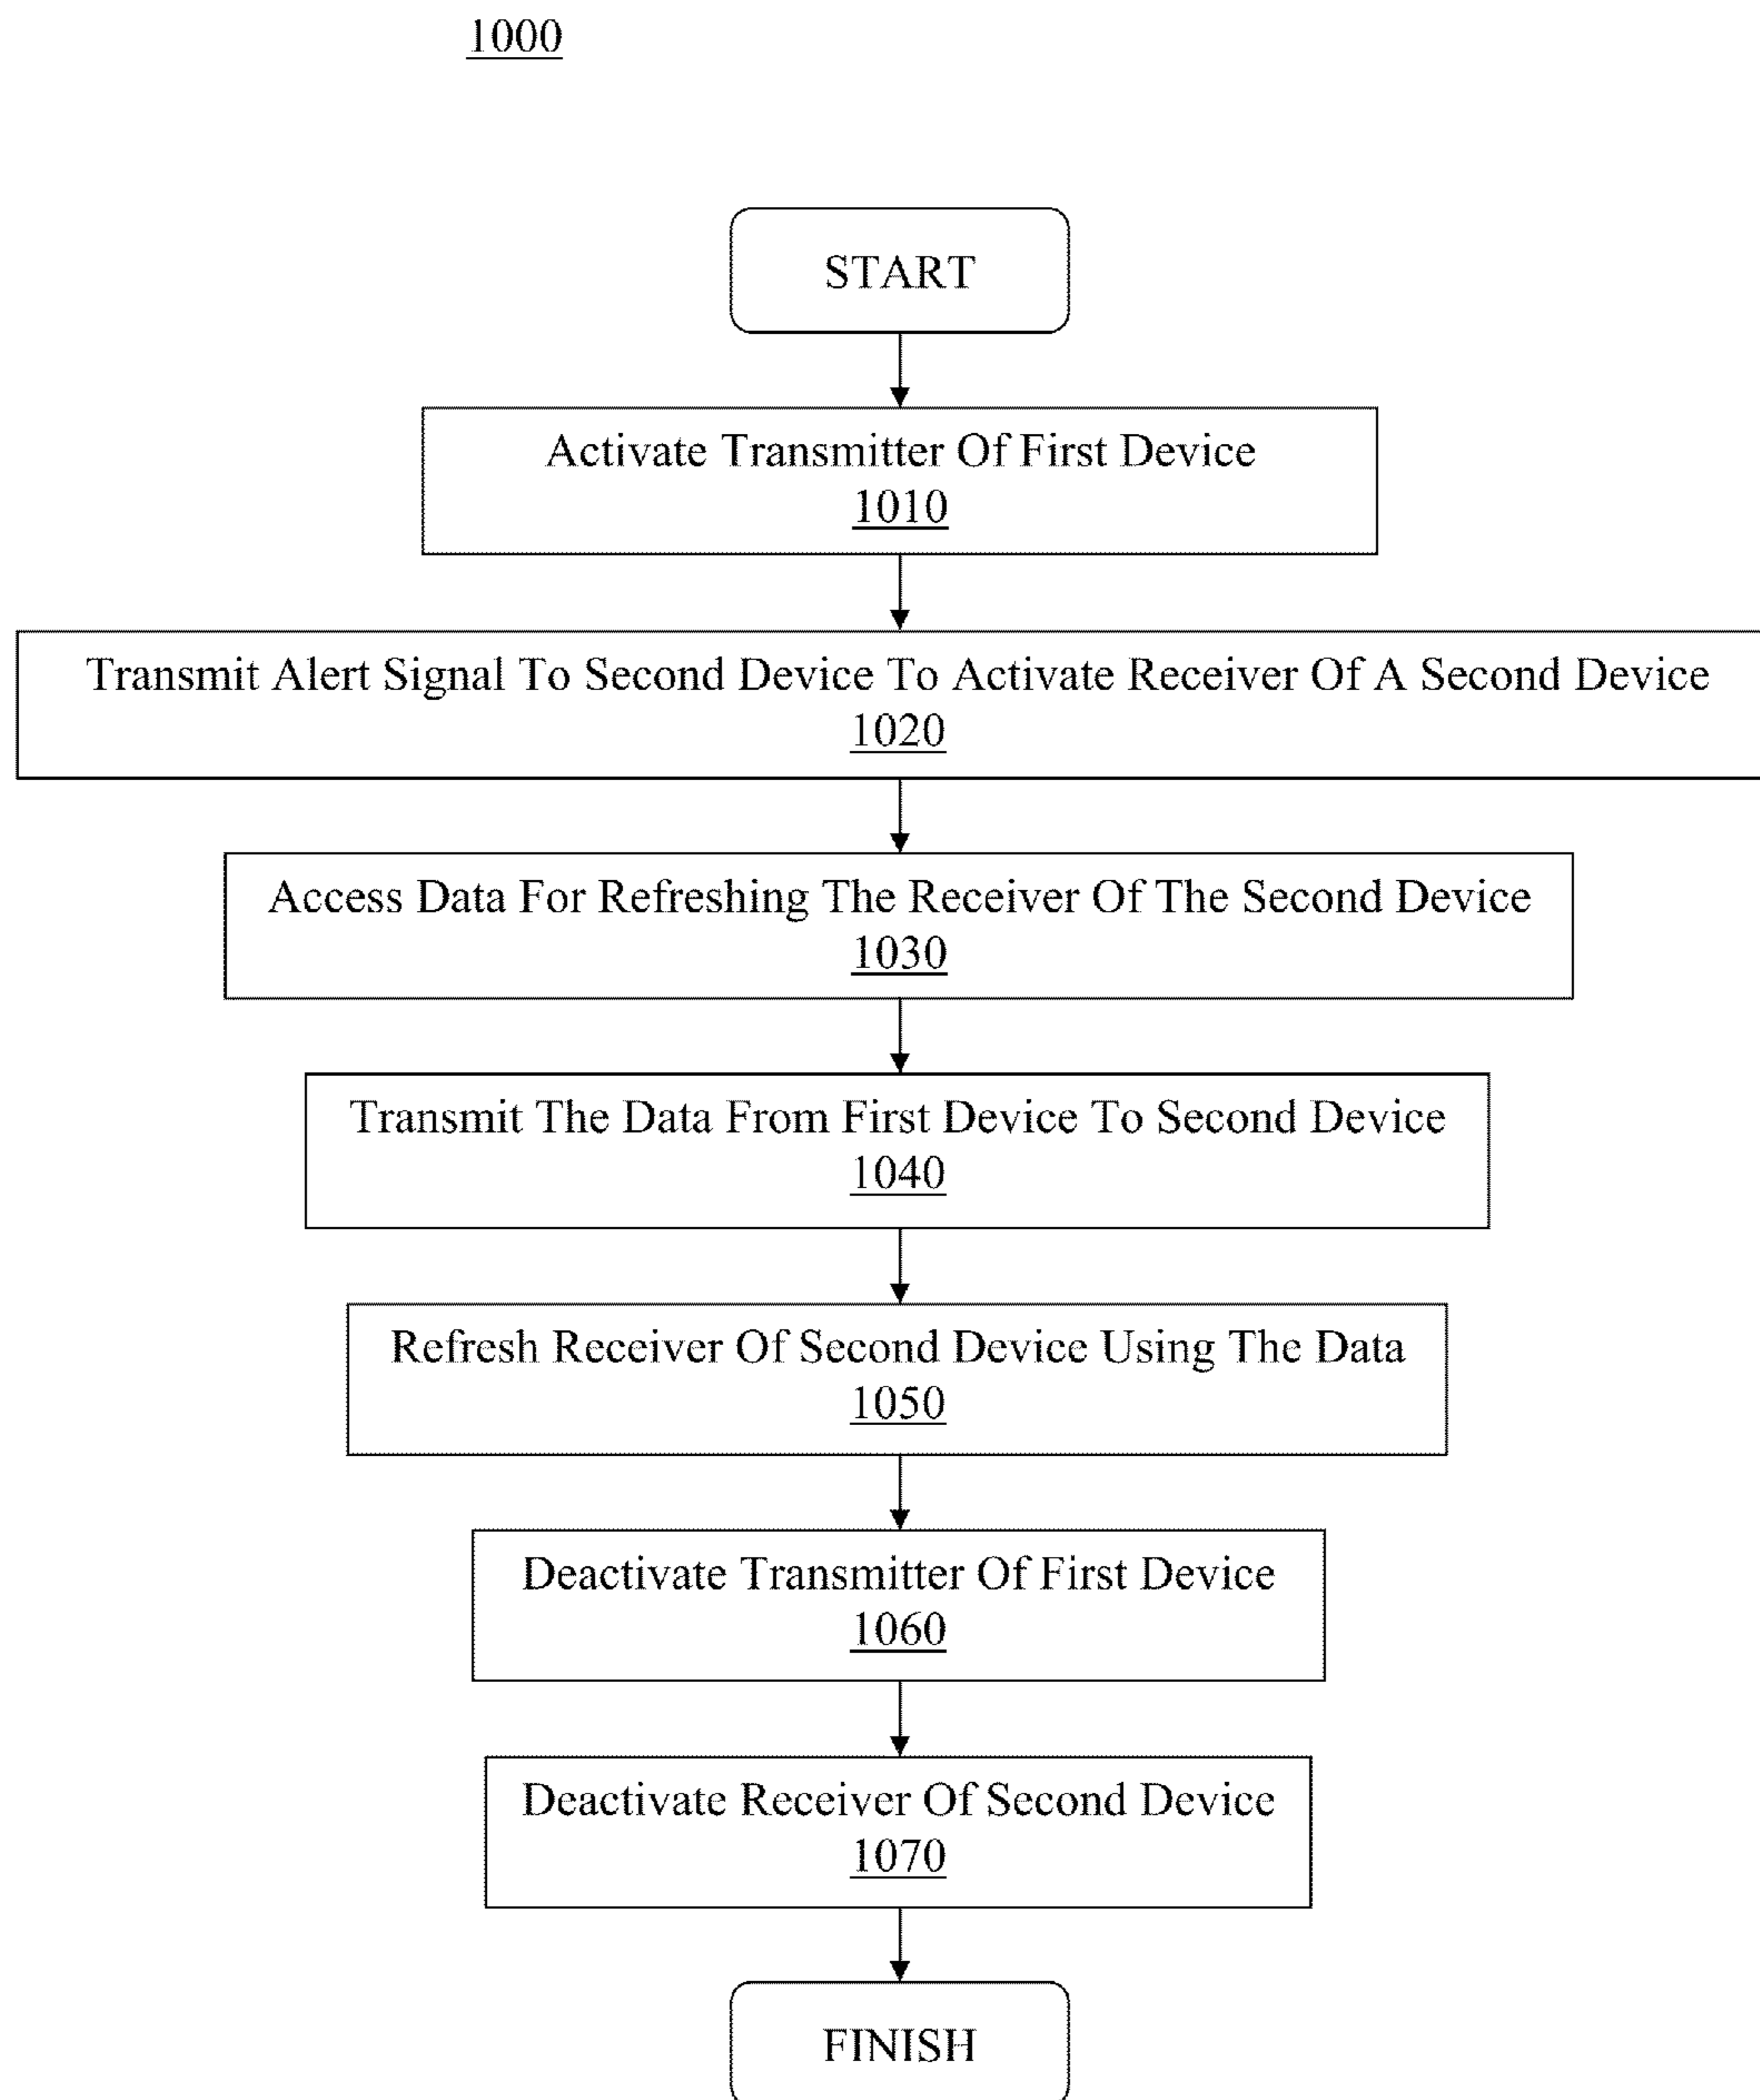 1000
START
Activate Transmitter Of First Device
1010
Transmit Alert Signal To Second Device To Activate Receiver Of A Second Device
1020
Access Data For Refreshing The Receiver Of The Second Device
1030
Transmit The Data From First Device To Second Device
1040
Refresh Receiver Of Second Device Using The Data
1050
Deactivate Transmitter Of First Device
1060
Deactivate Receiver Of Second Device
1070
FINISH